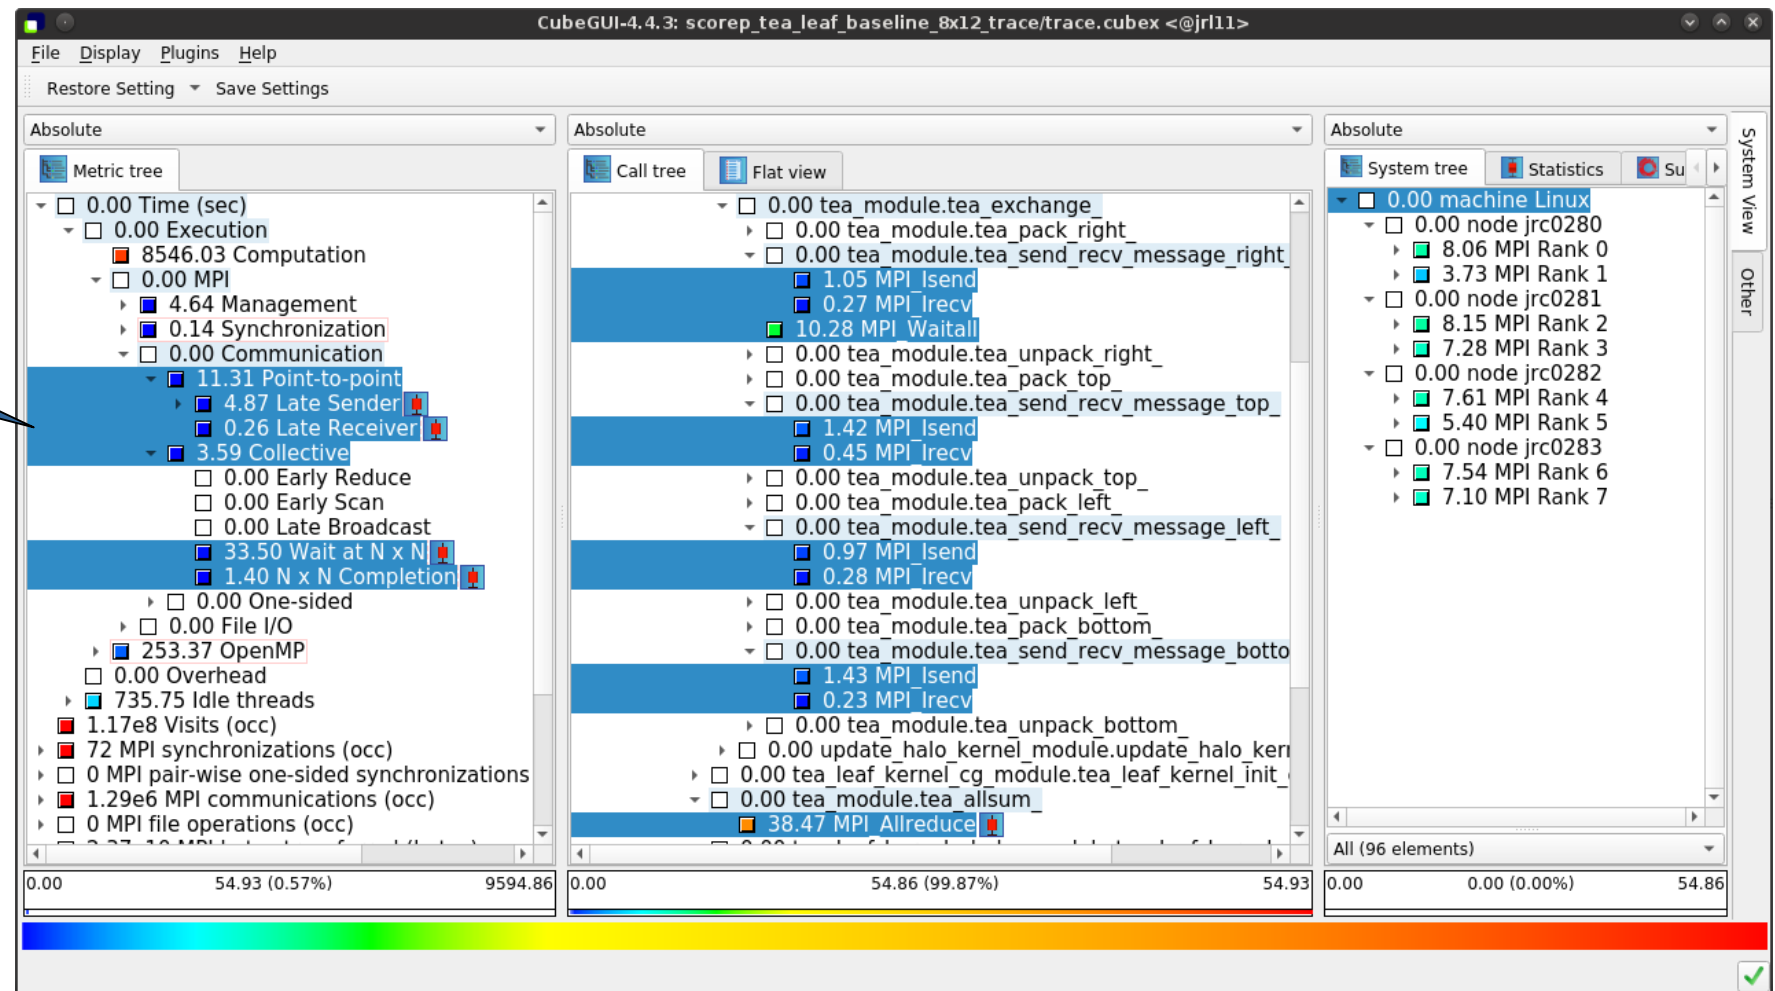 CubeGUI-4.4.3: scorep_tea_leaf_baseline_8x12_trace/trace.cubex <@jrl11>
File Display Plugins Help
Restore Setting Save Settings
Absolute
Metric tree
0.00 Time (sec)
0.00 Execution
8546.03 Computation
0.00 MPI
4.64 Management
0.14 Synchronization
0.00 Communication
11.31 Point-to-point
4.87 Late Sender
0.26 Late Receiver
3.59 Collective
0.00 Early Reduce
0.00 Early Scan
0.00 Late Broadcast
33.50 Wait at N x N
1.40 N x N Completion
0.00 One-sided
0.00 File I/O
253.37 OpenMP
0.00 Overhead
735.75 Idle threads
1.17e8 Visits (occ)
72 MPI synchronizations (occ)
0 MPI pair-wise one-sided synchronizations
1.29e6 MPI communications (occ)
0 MPI file operations (occ)
0.00 54.93 (0.57%) 9594.86
Absolute
Call tree Flat view
0.00 tea_module.tea_exchange_
0.00 tea_module.tea_pack_right_
0.00 tea_module.tea_send_recv_message_right_
1.05 MPI_Isend
0.27 MPI_Irecv
10.28 MPI_Waitall
0.00 tea_module.tea_unpack_right_
0.00 tea_module.tea_pack_top_
0.00 tea_module.tea_send_recv_message_top_
1.42 MPI_Isend
0.45 MPI_Irecv
0.00 tea_module.tea_unpack_top_
0.00 tea_module.tea_pack_left_
0.00 tea_module.tea_send_recv_message_left_
0.97 MPI_Isend
0.28 MPI_Irecv
0.00 tea_module.tea_unpack_left_
0.00 tea_module.tea_pack_bottom_
0.00 tea_module.tea_send_recv_message_botto
1.43 MPI_Isend
0.23 MPI_Irecv
0.00 tea_module.tea_unpack_bottom_
0.00 update_halo_kernel_module.update_halo_ker
0.00 tea_leaf_kernel_cg_module.tea_leaf_kernel_init_
0.00 tea_module.tea_allsum_
38.47 MPI_Allreduce
0.00 54.86 (99.87%) 54.93
Absolute
System tree Statistics Su
0.00 machine Linux
0.00 node jrc0280
8.06 MPI Rank 0
3.73 MPI Rank 1
0.00 node jrc0281
8.15 MPI Rank 2
7.28 MPI Rank 3
0.00 node jrc0282
7.61 MPI Rank 4
5.40 MPI Rank 5
0.00 node jrc0283
7.54 MPI Rank 6
7.10 MPI Rank 7
All (96 elements)
0.00 0.00 (0.00%) 54.86
System View
Other